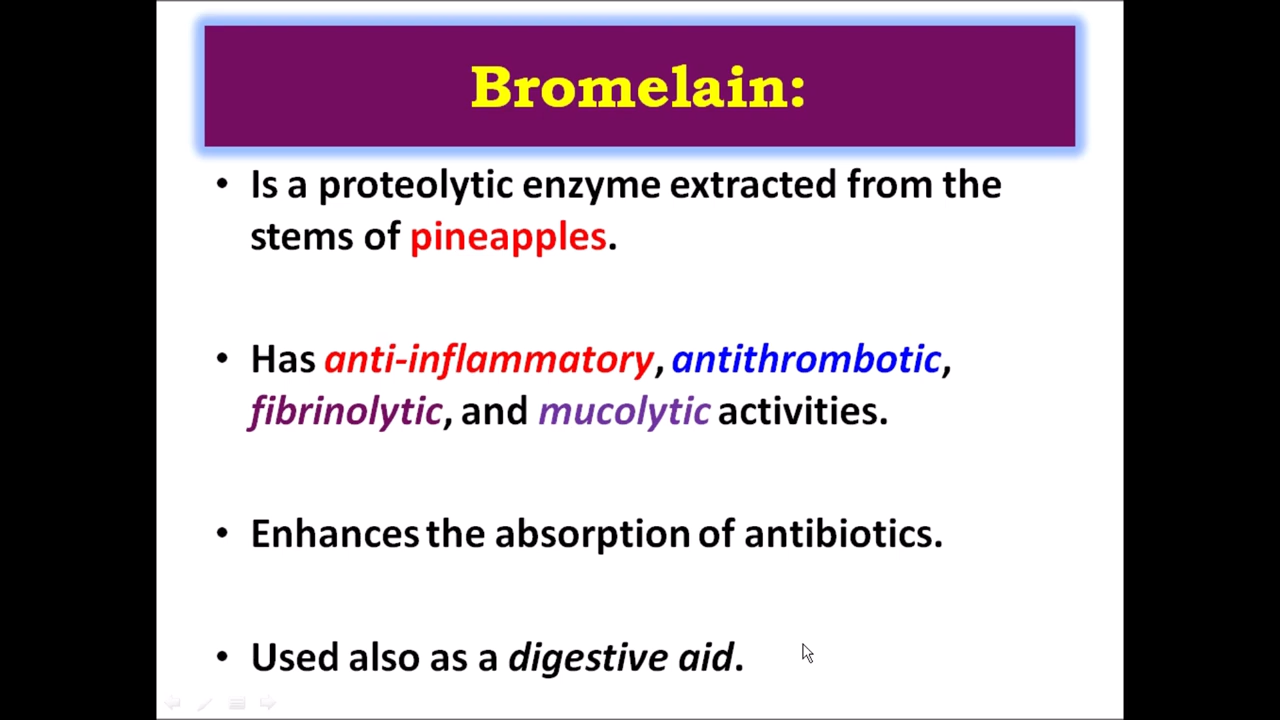 Bromelain:
• Is a proteolytic enzyme extracted from the
stems of pineapples.
• Has anti-inflammatory, antithrombotic,
fibrinolytic, and mucolytic activities.
• Enhances the absorption of antibiotics.
• Used also as a digestive aid.